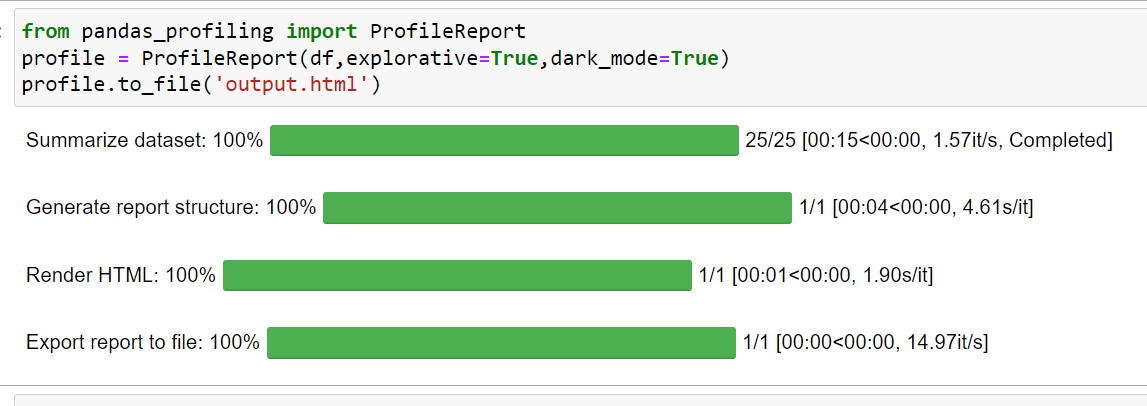 :
from pandas_profiling import ProfileReport
profile = ProfileReport(df,explorative=True,dark_mode=True)
profile.to_file('output.html')
Summarize dataset: 100% 25/25 [00:15<00:00, 1.57it/s, Completed]
Generate report structure: 100% 1/1 [00:04<00:00, 4.61s/it]
Render HTML: 100% 1/1 [00:01<00:00, 1.90s/it]
Export report to file: 100% 1/1 [00:00<00:00, 14.97it/s]